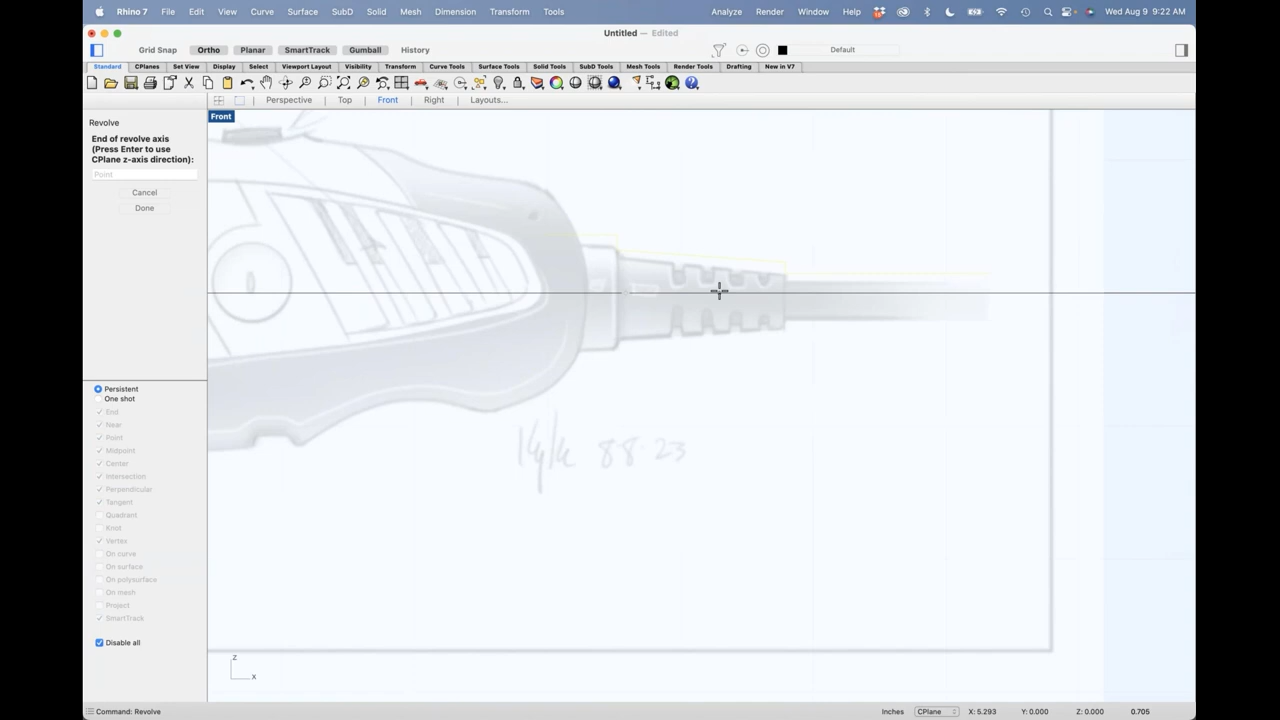 Rhino 7 File Edit View Curve Surface SubD Solid Mesh Dimension Transform Tools Analyze Render Window Help Wed Aug 9 9:22 AM
Untitled — Edited
Grid Snap Ortho Planar SmartTrack Gumball History Default
Standard CPlanes Set View Display Select Viewport Layout Visibility Transform Curve Tools Surface Tools Solid Tools SubD Tools Mesh Tools Render Tools Drafting New in V7
Perspective Top Front Right Layouts...
Front
Revolve
End of revolve axis
(Press Enter to use
CPlane z-axis direction):
Point
Cancel
Done
Persistent
One shot
End
Near
Point
Midpoint
Center
Intersection
Perpendicular
Tangent
Quadrant
Knot
Vertex
On curve
On surface
On polysurface
On mesh
Project
SmartTrack
Disable all
88·23
z
x
Command: Revolve Inches CPlane X: 5.293 Y: 0.000 Z: 0.000 0.705